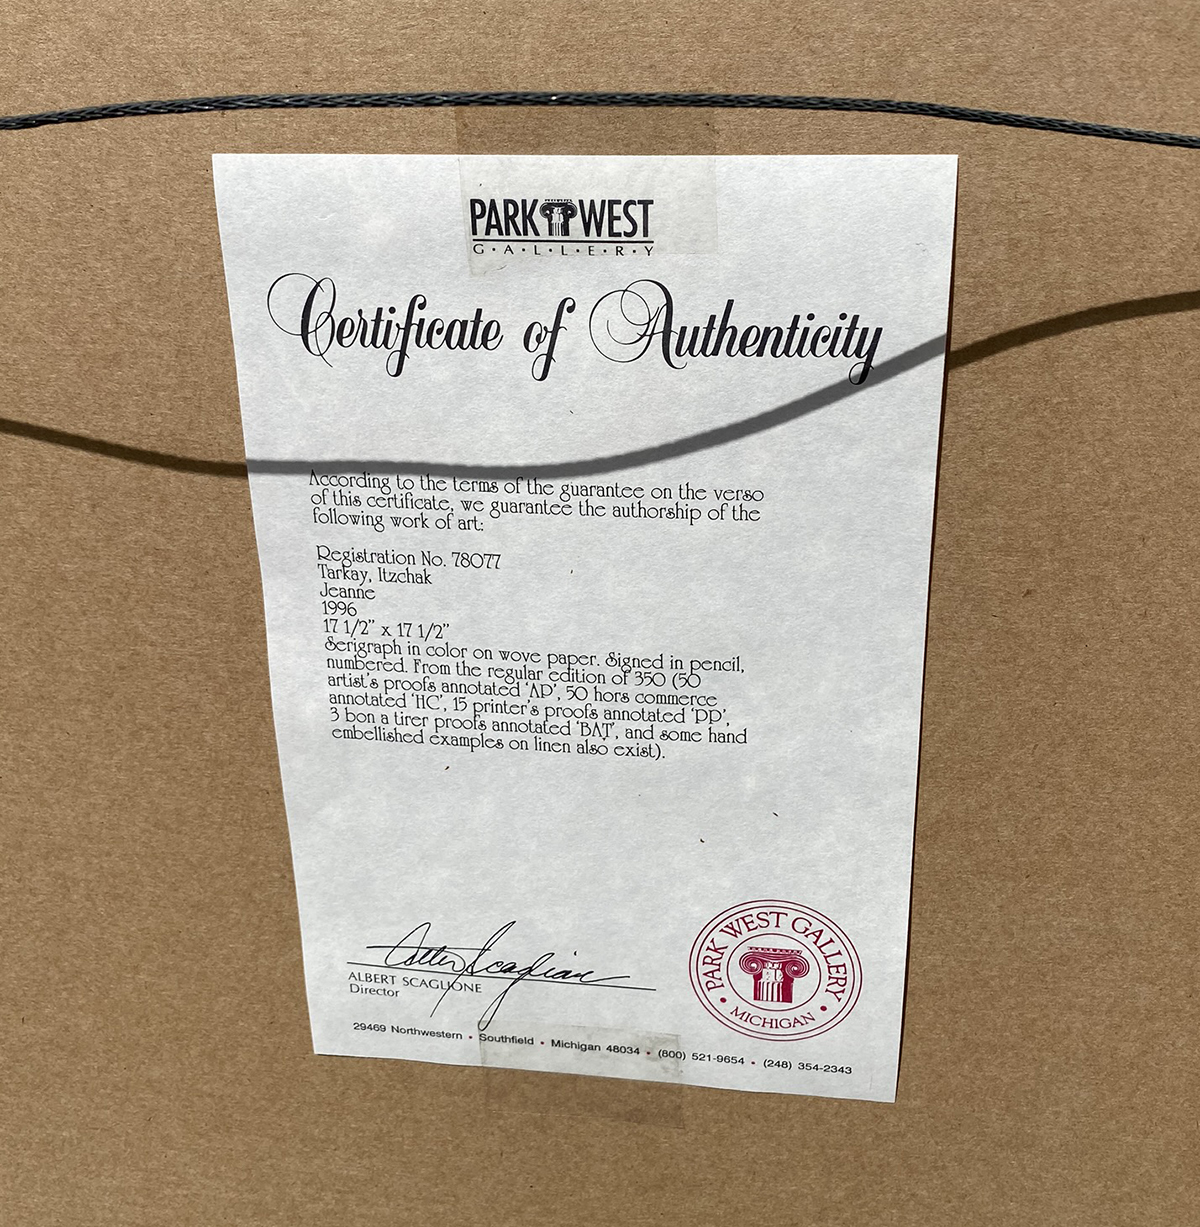 PARK WEST
G·A·L·L·E·R·Y
Certificate of Authenticity
According to the terms of the guarantee on the verso
of this certificate, we guarantee the authorship of the
following work of art:
Registration No. 78077
Tarkay, Itzchak
Jeanne
1996
17 1/2” x 17 1/2”
Serigraph in color on wove paper. Signed in pencil,
numbered. From the regular edition of 350 (50
artist's proofs annotated ‘AP’, 50 hors commerce
annotated ‘HC’, 15 printer's proofs annotated ‘PP’,
3 bon a tirer proofs annotated ‘BAT’, and some hand
embellished examples on linen also exist).
Albert Scaglione
ALBERT SCAGLIONE
Director
PARK WEST GALLERY
• MICHIGAN •
29469 Northwestern • Southfield • Michigan 48034 • (800) 521-9654 • (248) 354-2343